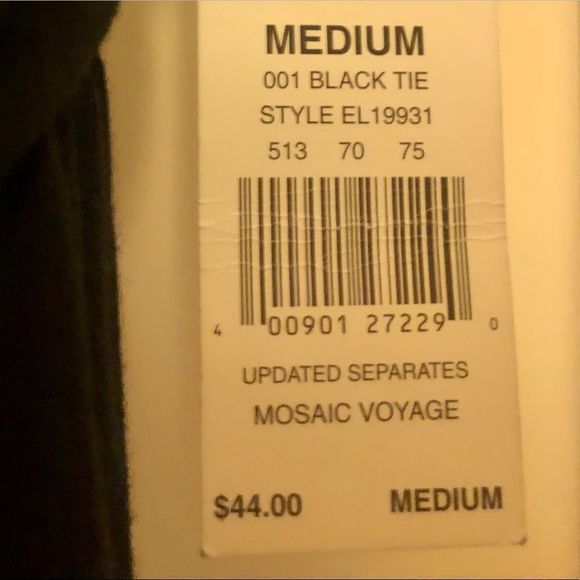 MEDIUM
001 BLACK TIE
STYLE EL19931
513 70 75
4 00901 27229 0
UPDATED SEPARATES
MOSAIC VOYAGE
$44.00 MEDIUM